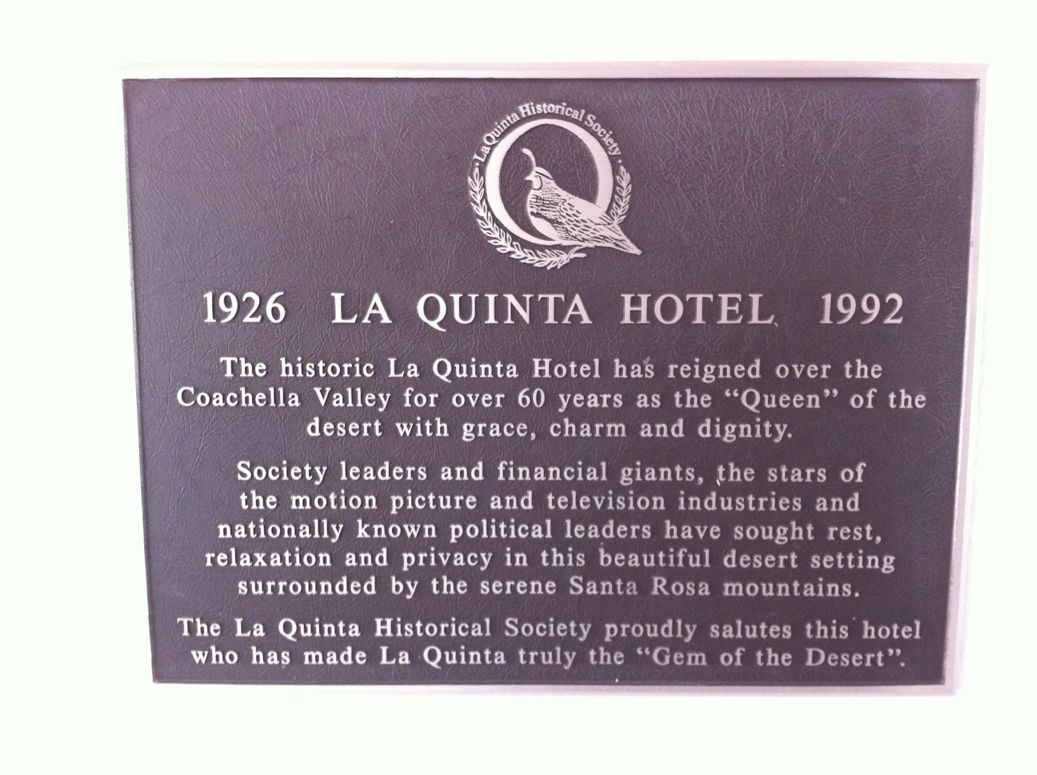 La Quinta Historical Society
1926 LA QUINTA HOTEL 1992
The historic La Quinta Hotel has reigned over the
Coachella Valley for over 60 years as the “Queen” of the
desert with grace, charm and dignity.
Society leaders and financial giants, the stars of
the motion picture and television industries and
nationally known political leaders have sought rest,
relaxation and privacy in this beautiful desert setting
surrounded by the serene Santa Rosa mountains.
The La Quinta Historical Society proudly salutes this hotel
who has made La Quinta truly the “Gem of the Desert”.